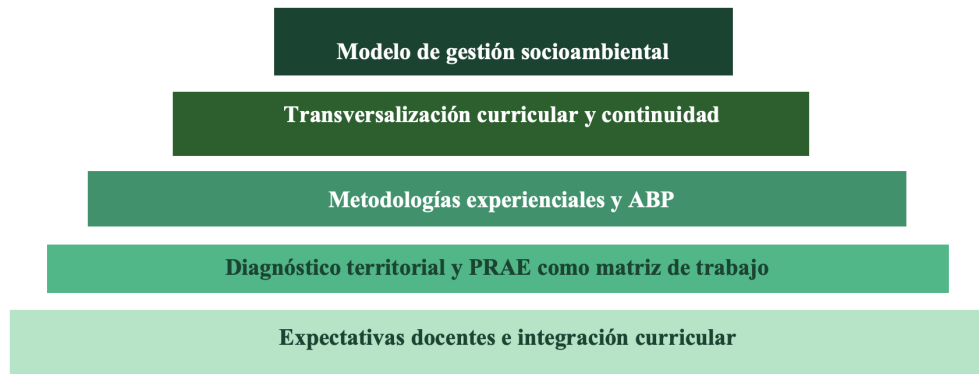 Modelo de gestión socioambiental
Transversalización curricular y continuidad
Metodologías experienciales y ABP
Diagnóstico territorial y PRAE como matriz de trabajo
Expectativas docentes e integración curricular